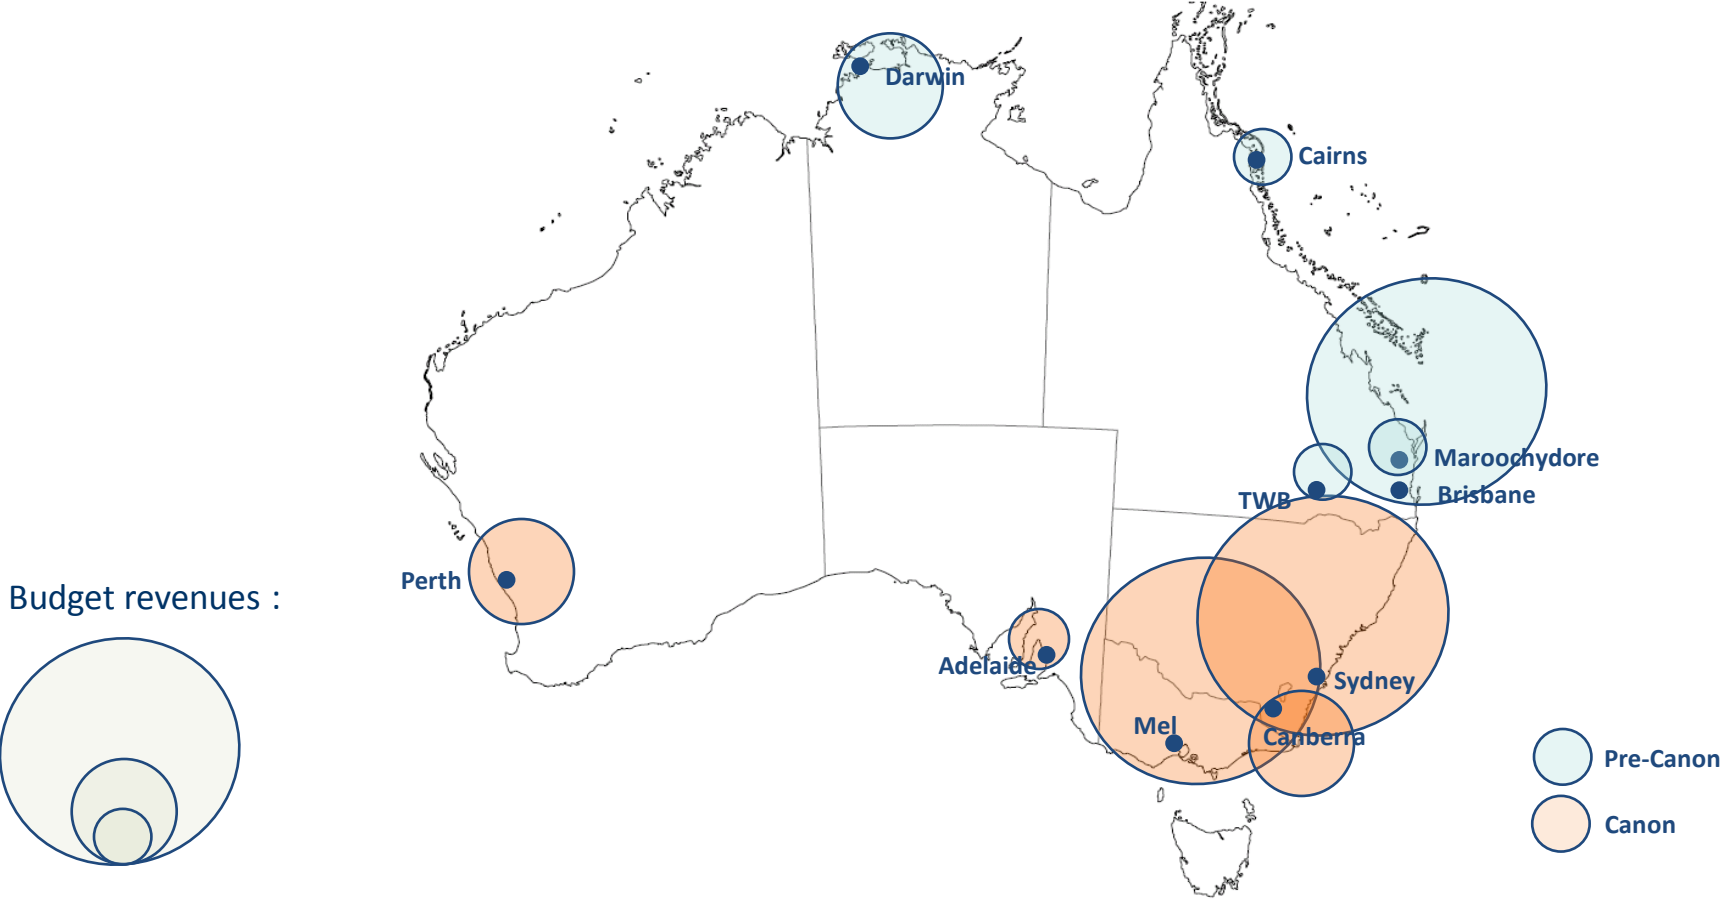 Darwin
Cairns
Maroochydore
TWB
Brisbane
Perth
Budget revenues :
Adelaide
Sydney
Mel
Canberra
Pre-Canon
Canon